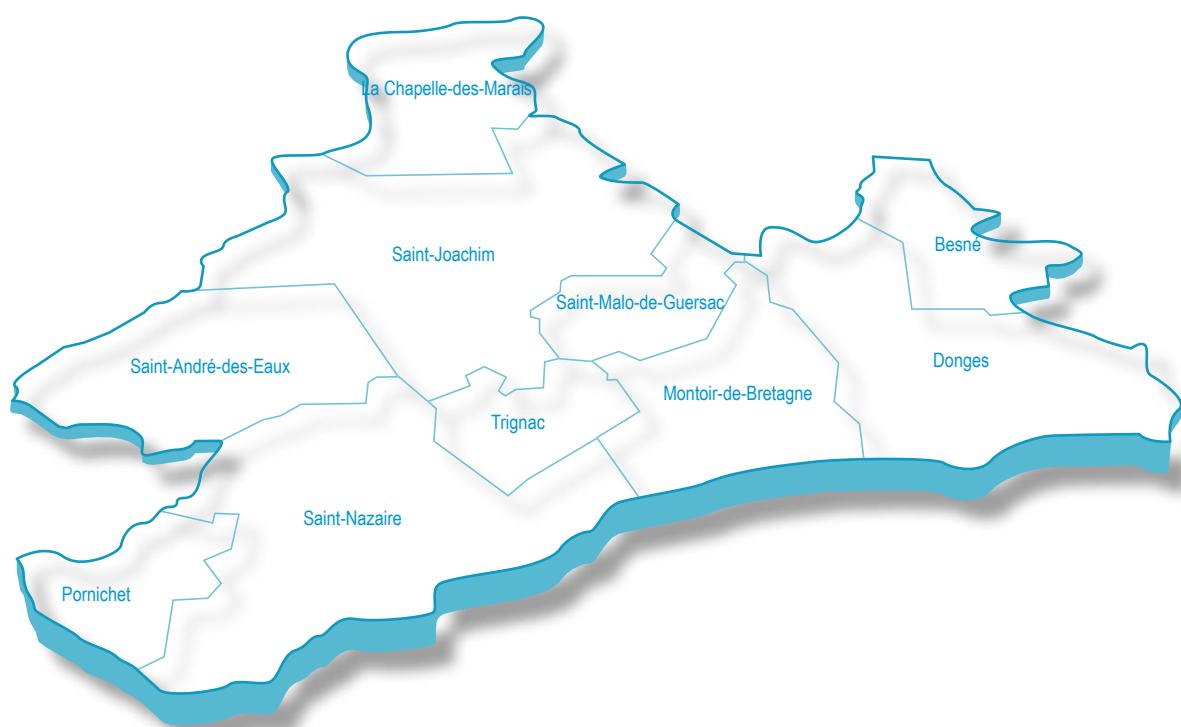 La Chapelle-des-Marais
Besné
Saint-Joachim
Saint-Malo-de-Guersac
Saint-André-des-Eaux
Donges
Montoir-de-Bretagne
Trignac
Saint-Nazaire
Pornichet